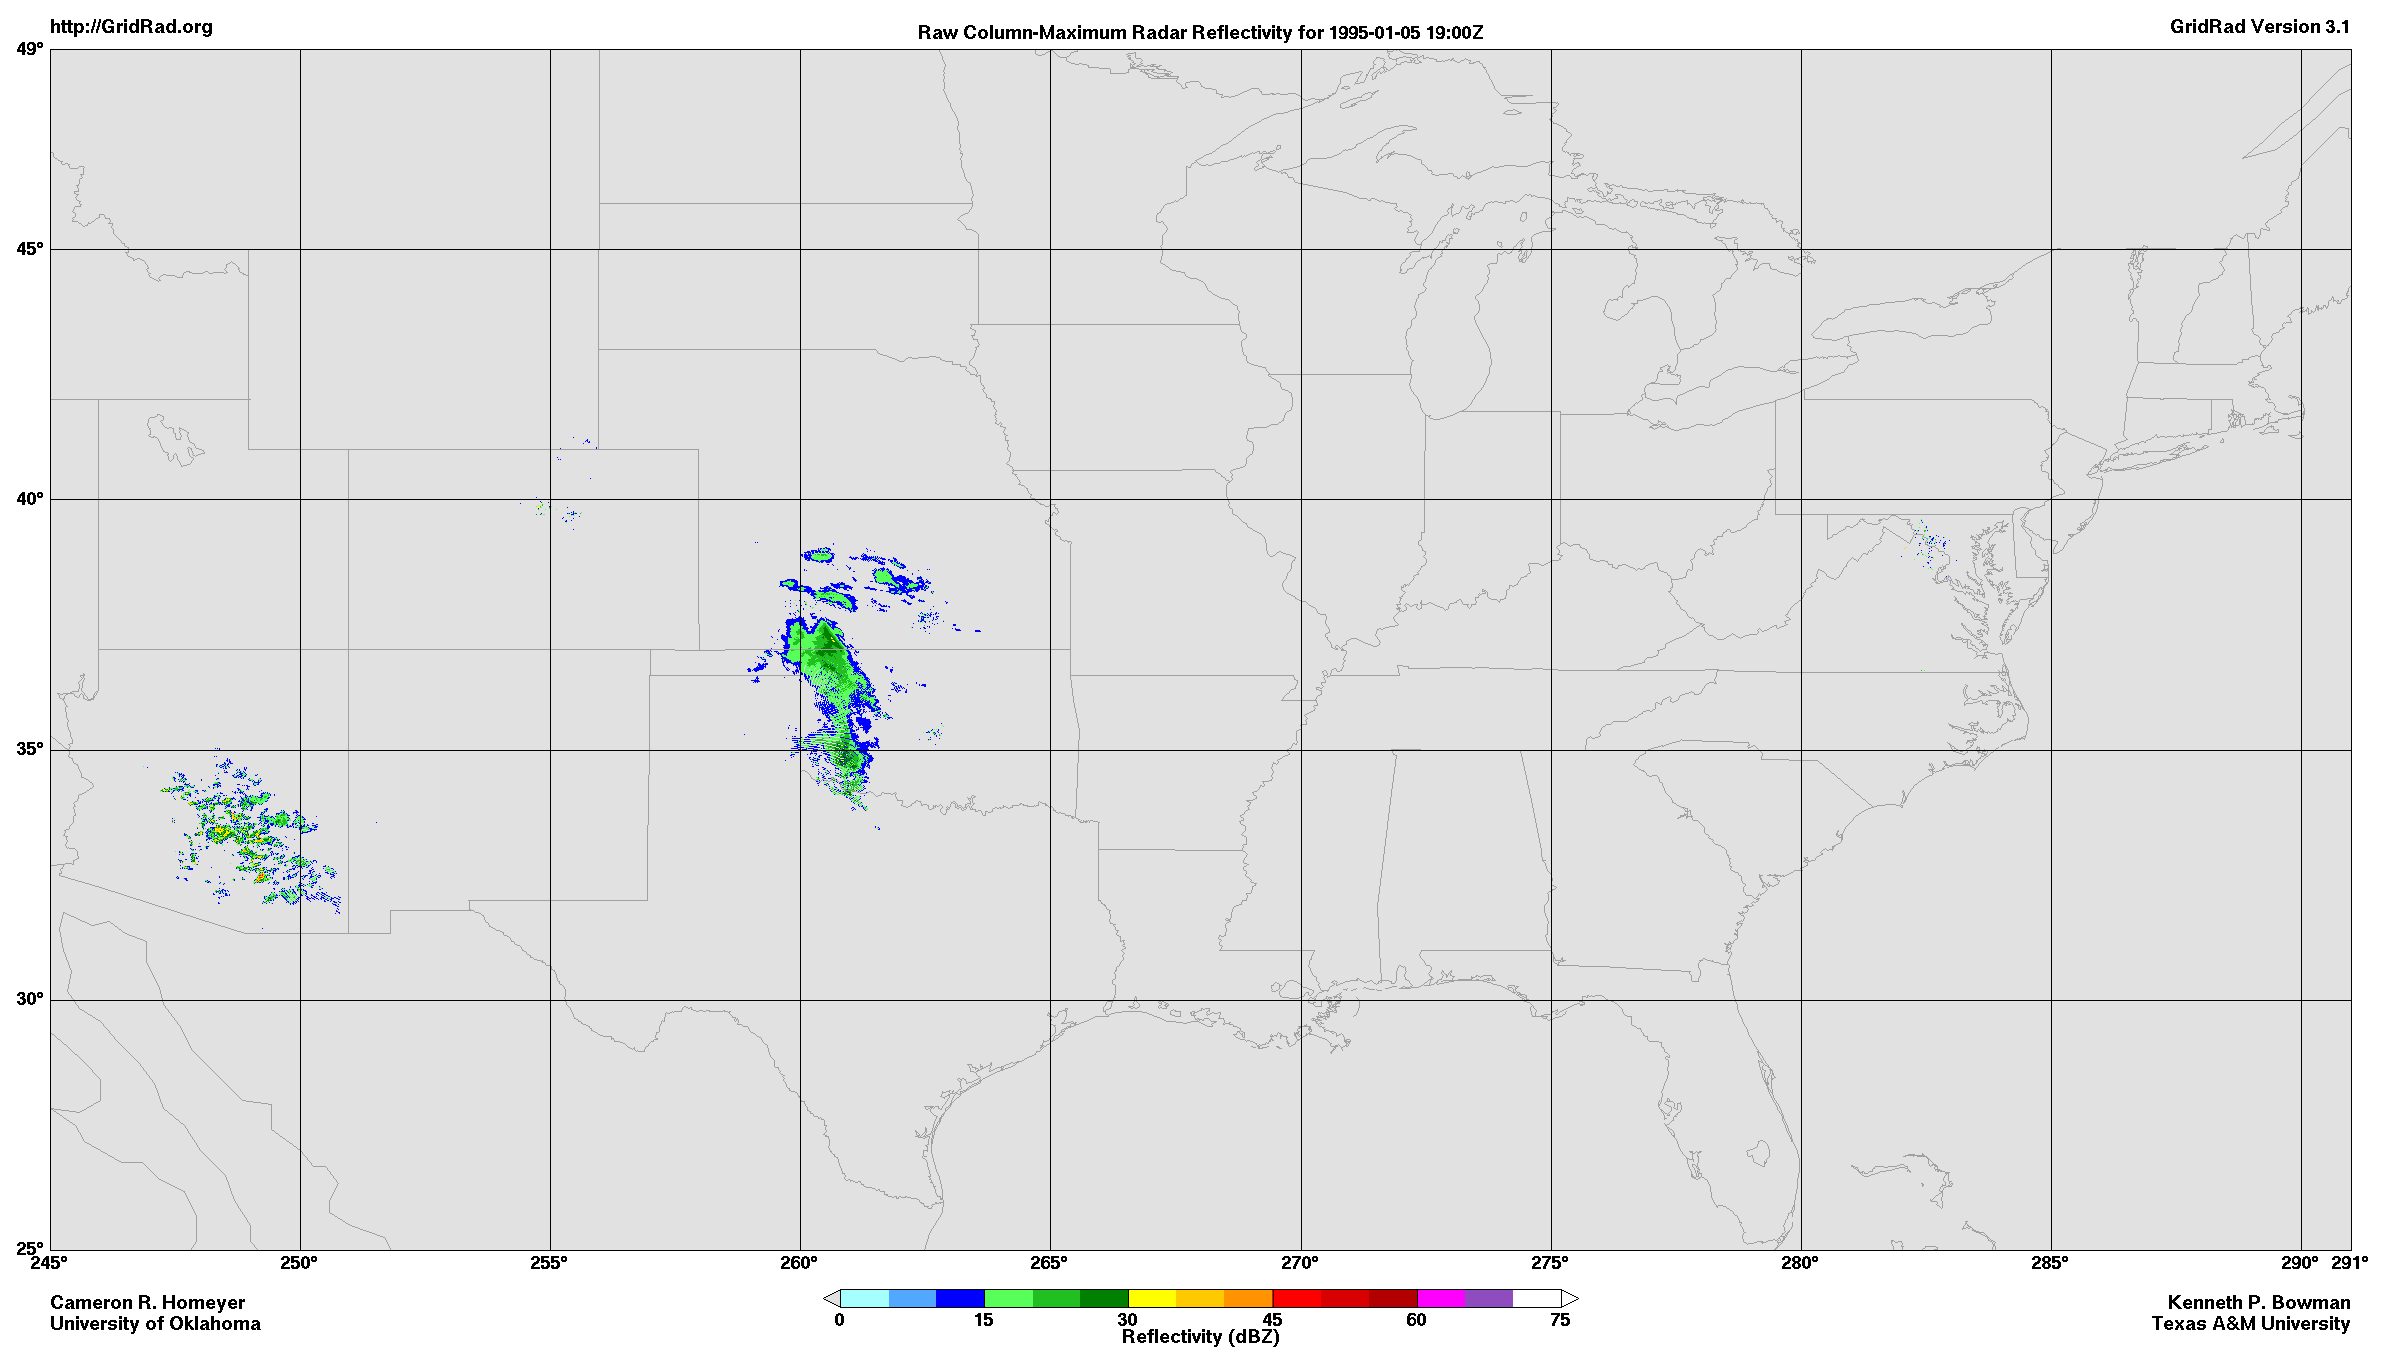 http://GridRad.org
Raw Column-Maximum Radar Reflectivity for 1995-01-05 19:00Z
GridRad Version 3.1
49°
45°
40°
35°
30°
25°
245° 250° 255° 260° 265° 270° 275° 280° 285° 290° 291°
0 15 30 45 60 75
Reflectivity (dBZ)
Cameron R. Homeyer
University of Oklahoma
Kenneth P. Bowman
Texas A&M University